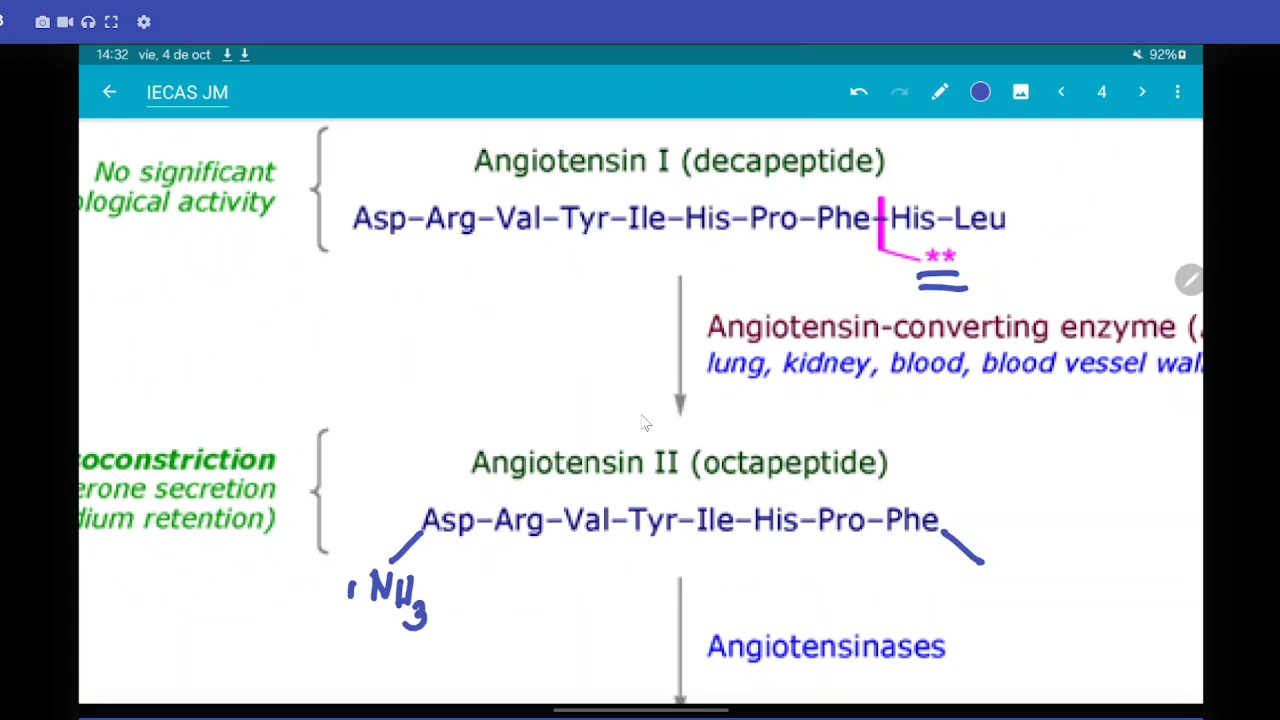 14:32 vie, 4 de oct 92%
IECAS JM 4
No significant
ological activity
Angiotensin I (decapeptide)
Asp–Arg–Val–Tyr–Ile–His–Pro–Phe–His–Leu
**
Angiotensin-converting enzyme (
lung, kidney, blood, blood vessel wal
Angiotensin II (octapeptide)
oconstriction
erone secretion
dium retention)
Asp–Arg–Val–Tyr–Ile–His–Pro–Phe
NH3
Angiotensinases